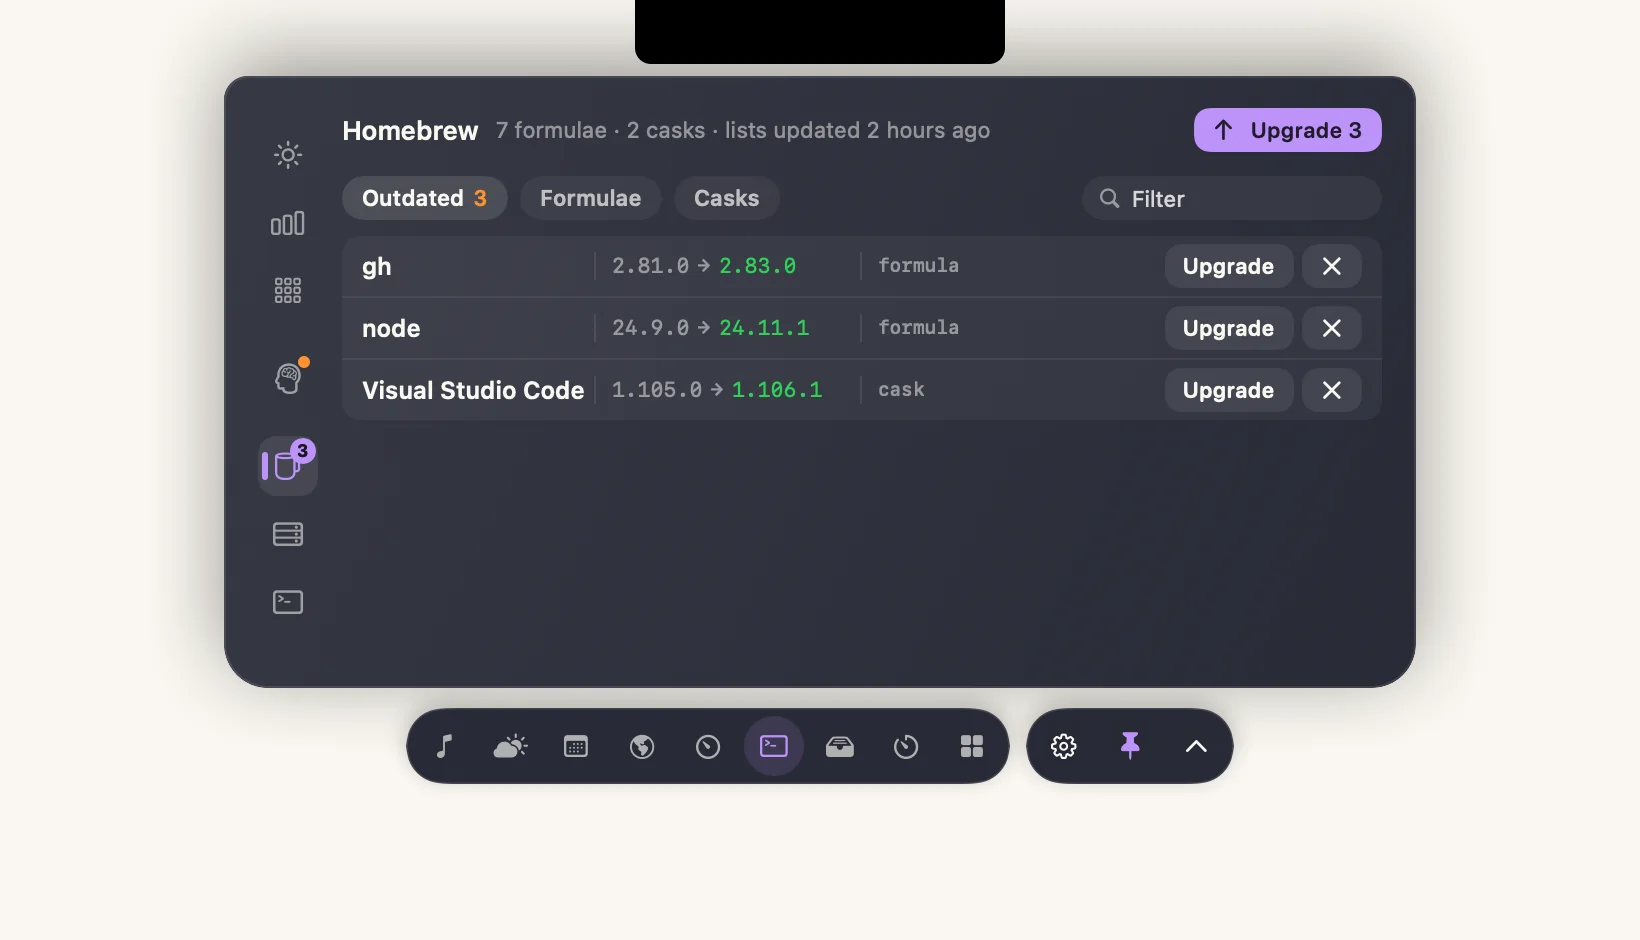 Homebrew 7 formulae · 2 casks · lists updated 2 hours ago
Upgrade 3
Outdated 3
Formulae
Casks
Filter
gh 2.81.0 → 2.83.0 formula Upgrade
node 24.9.0 → 24.11.1 formula Upgrade
3
Visual Studio Code 1.105.0 → 1.106.1 cask Upgrade